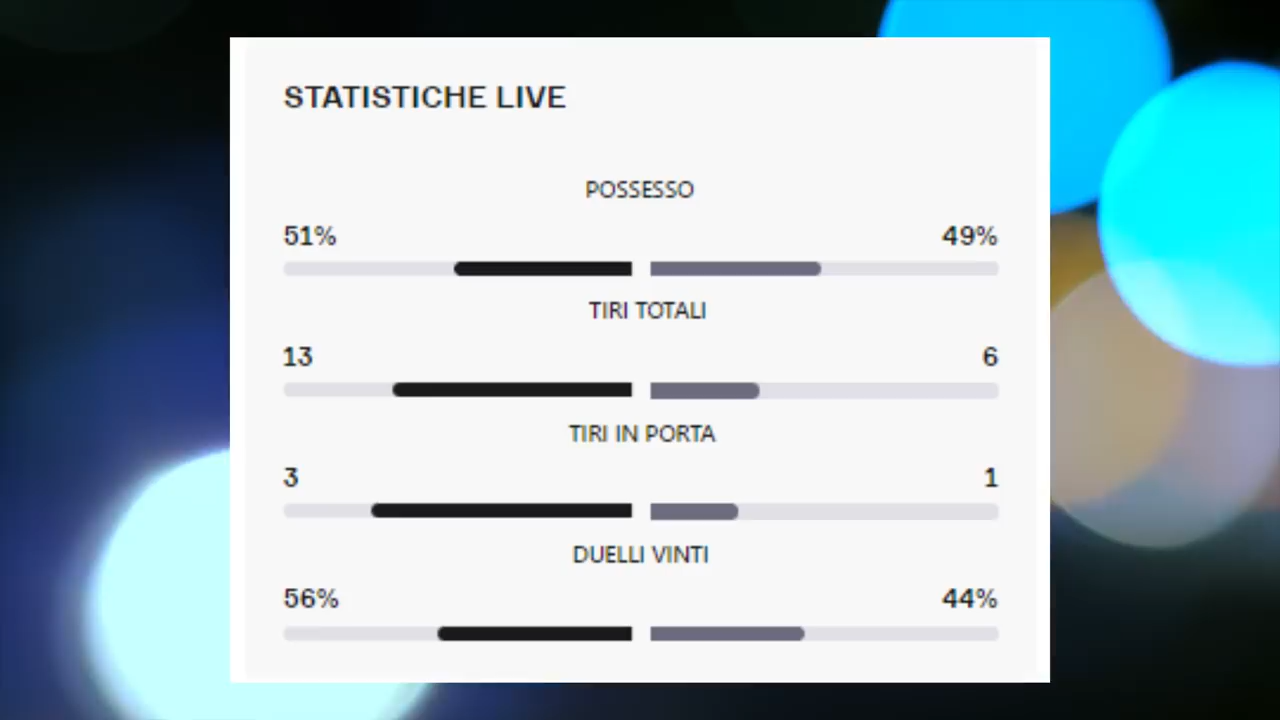 STATISTICHE LIVE
POSSESSO
51% 49%
TIRI TOTALI
13 6
TIRI IN PORTA
3 1
DUELLI VINTI
56% 44%